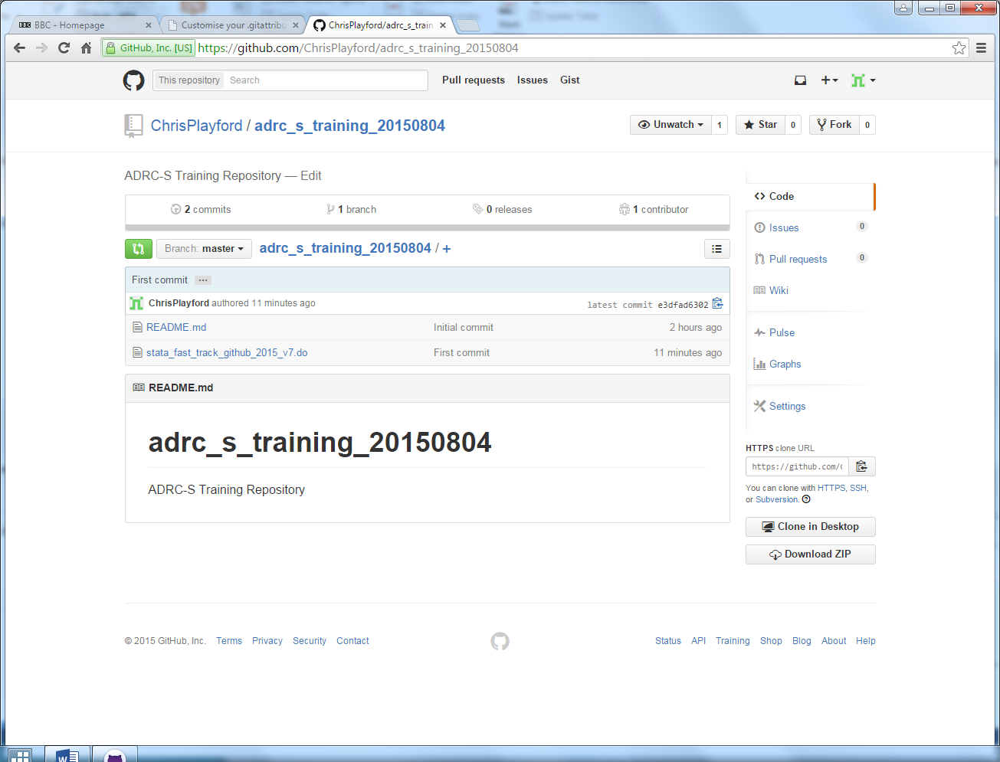 BBC BBC - Homepage
Customise your .gitattribu
ChrisPlayford/adrc_s_train
GitHub, Inc. [US] https://github.com/ChrisPlayford/adrc_s_training_20150804
This repository Search Pull requests Issues Gist
ChrisPlayford / adrc_s_training_20150804
Unwatch 1 Star 0 Fork 0
ADRC-S Training Repository — Edit
2 commits 1 branch 0 releases 1 contributor
Branch: master adrc_s_training_20150804 / +
First commit ...
ChrisPlayford authored 11 minutes ago latest commit e3dfad6302
README.md Initial commit 2 hours ago
stata_fast_track_github_2015_v7.do First commit 11 minutes ago
README.md
adrc_s_training_20150804
ADRC-S Training Repository
Code
Issues 0
Pull requests 0
Wiki
Pulse
Graphs
Settings
HTTPS clone URL
https://github.com/C
You can clone with HTTPS, SSH,
or Subversion.
Clone in Desktop
Download ZIP
© 2015 GitHub, Inc. Terms Privacy Security Contact Status API Training Shop Blog About Help
W